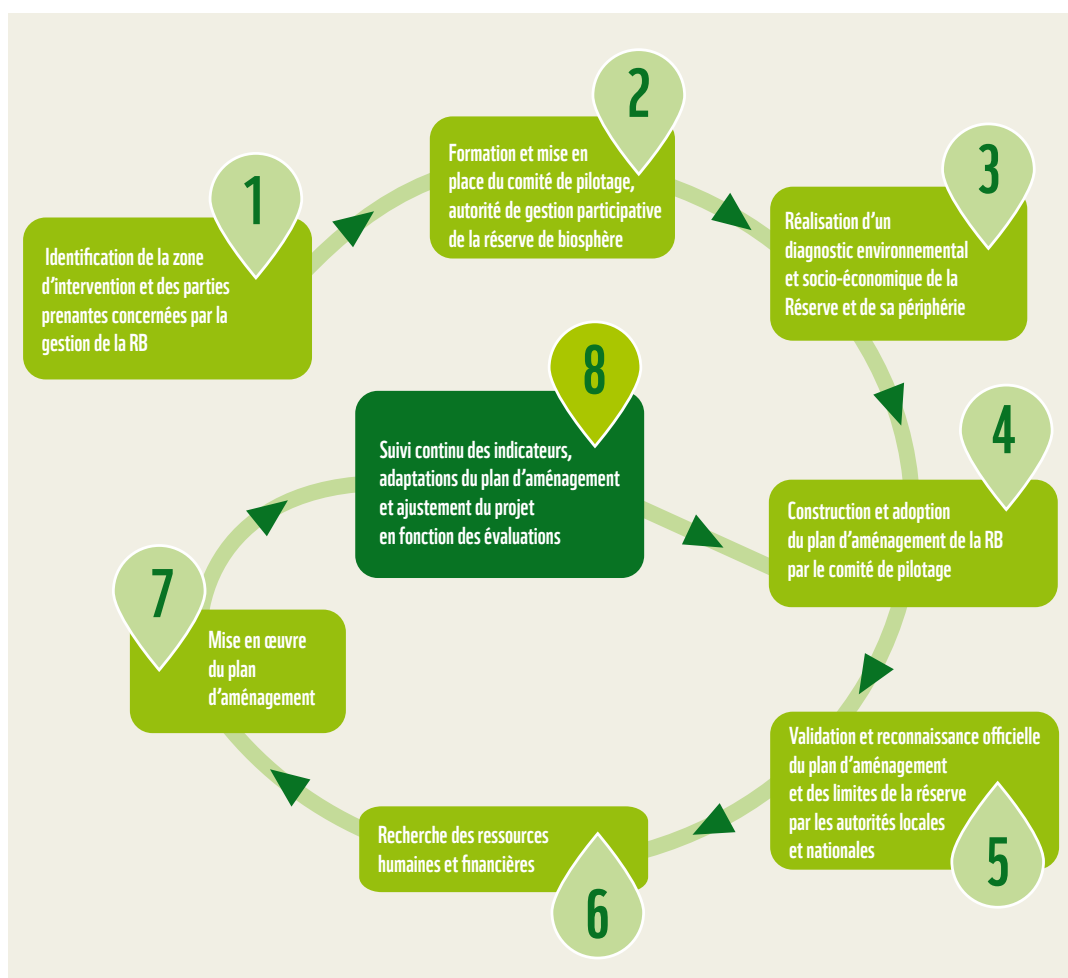 1
Identification de la zone
d’intervention et des parties
prenantes concernées par la
gestion de la RB
2
Formation et mise en
place du comité de pilotage,
autorité de gestion participative
de la réserve de biosphère
3
Réalisation d’un
diagnostic environnemental
et socio-économique de la
Réserve et de sa périphérie
4
Construction et adoption
du plan d’aménagement de la RB
par le comité de pilotage
Validation et reconnaissance officielle
du plan d’aménagement
et des limites de la réserve
par les autorités locales
et nationales
5
Recherche des ressources
humaines et financières
6
7
Mise en œuvre
du plan
d’aménagement
8
Suivi continu des indicateurs,
adaptations du plan d’aménagement
et ajustement du projet
en fonction des évaluations